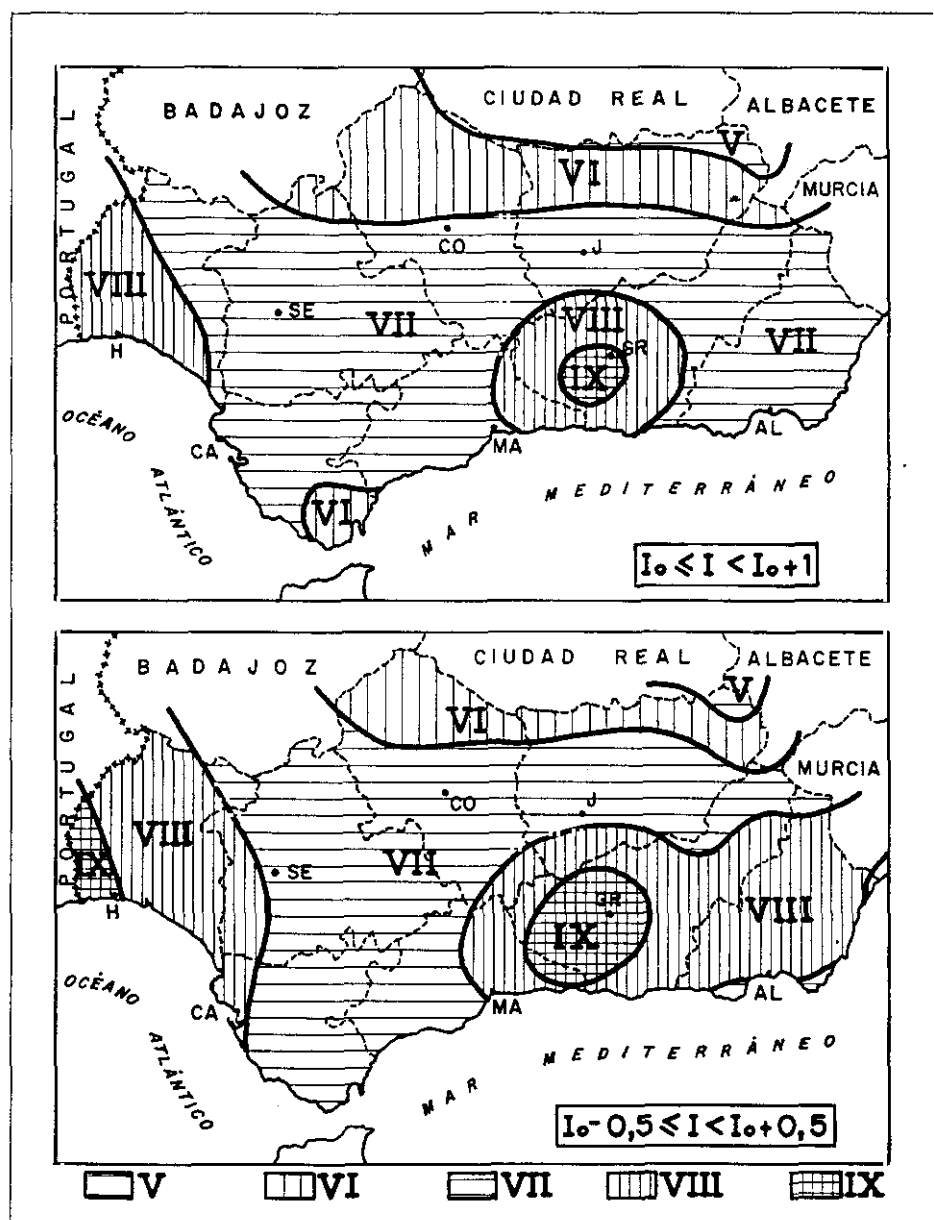 BADAJOZ
CIUDAD REAL
ALBACETE
V
PORTUGAL
VI
MURCIA
CO
J
VIII
SE
VII
VIII
GR
VII
H
IX
OCÉANO
ATLÁNTICO
CA
MA
AL
VI
MAR MEDITERRÁNEO
I₀ ≤ I < I₀+1
BADAJOZ
CIUDAD REAL
ALBACETE
V
PORTUGAL
VI
MURCIA
CO
J
VIII
IX
SE
VII
H
GR
IX
VIII
OCÉANO
ATLÁNTICO
CA
MA
AL
MAR MEDITERRÁNEO
I₀-0,5 ≤ I < I₀+0,5
V VI VII VIII IX